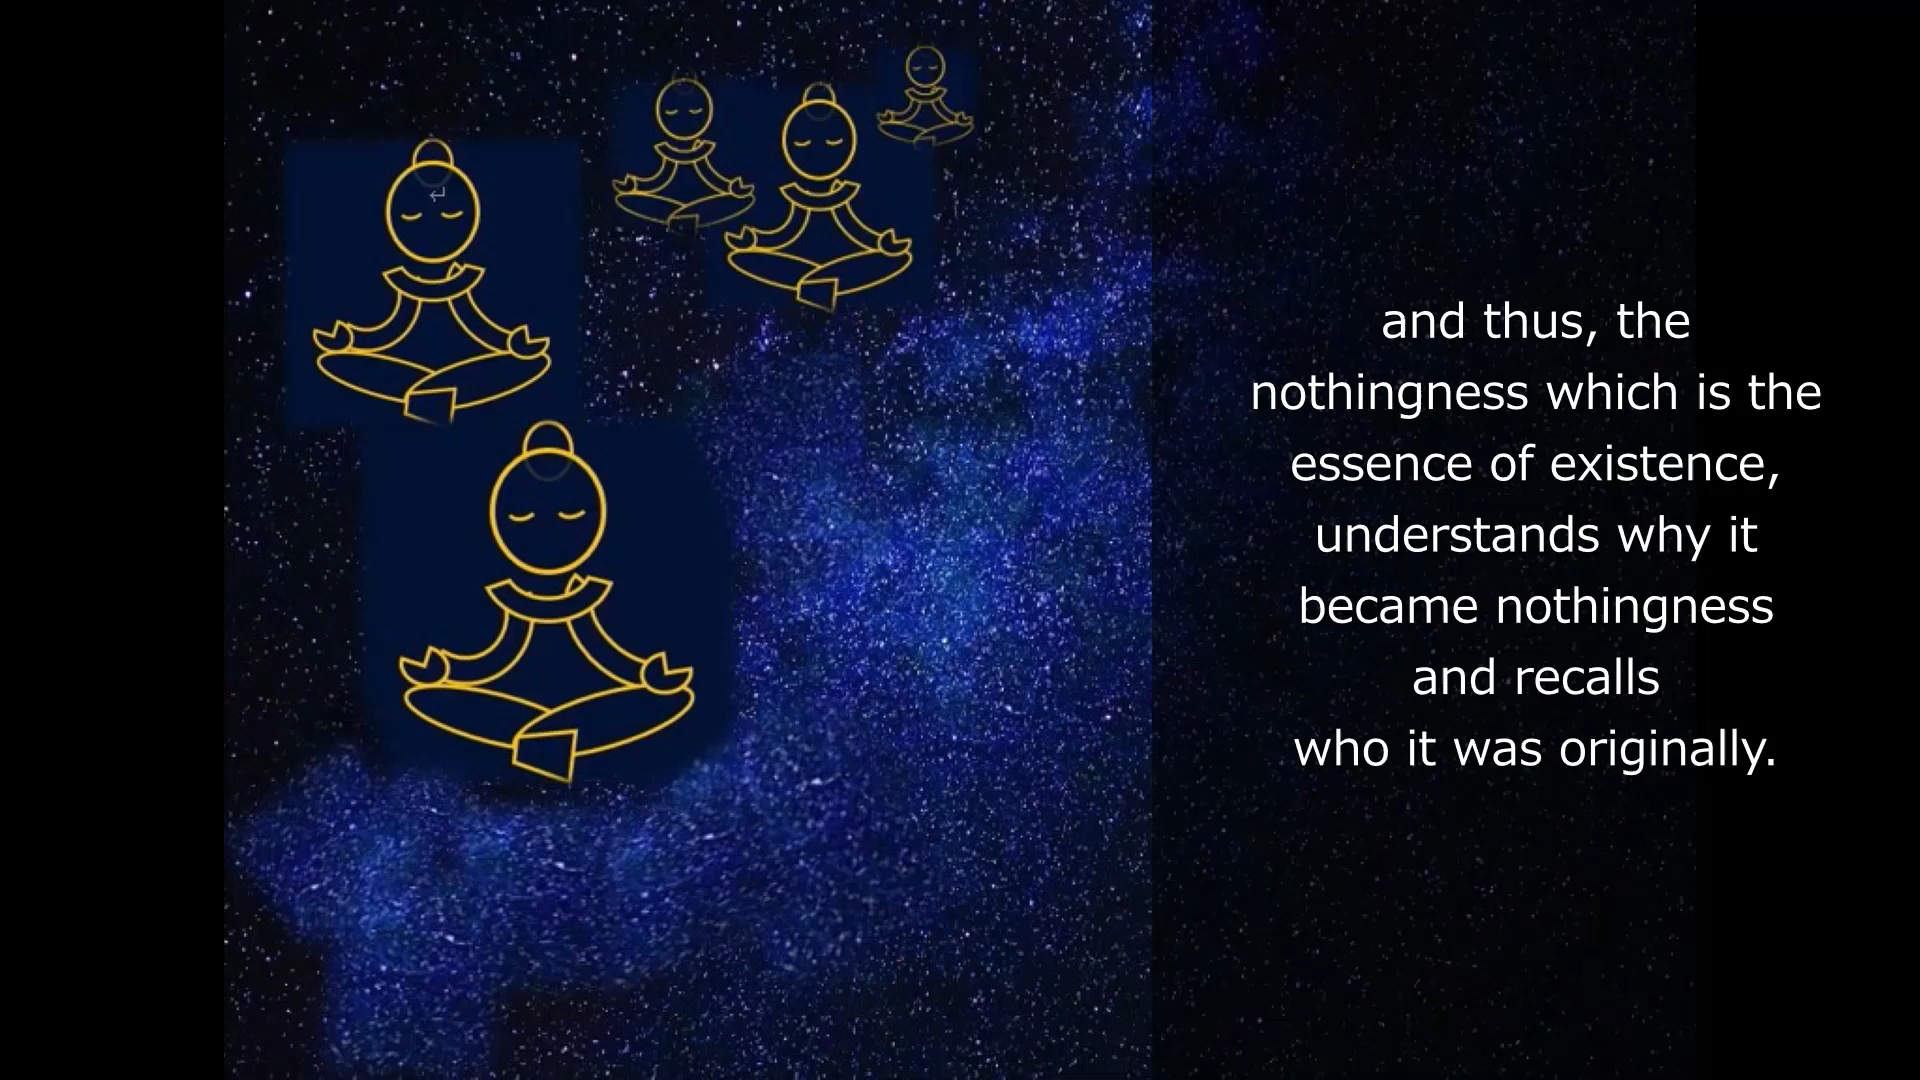 and thus, the
nothingness which is the
essence of existence,
understands why it
became nothingness
and recalls
who it was originally.